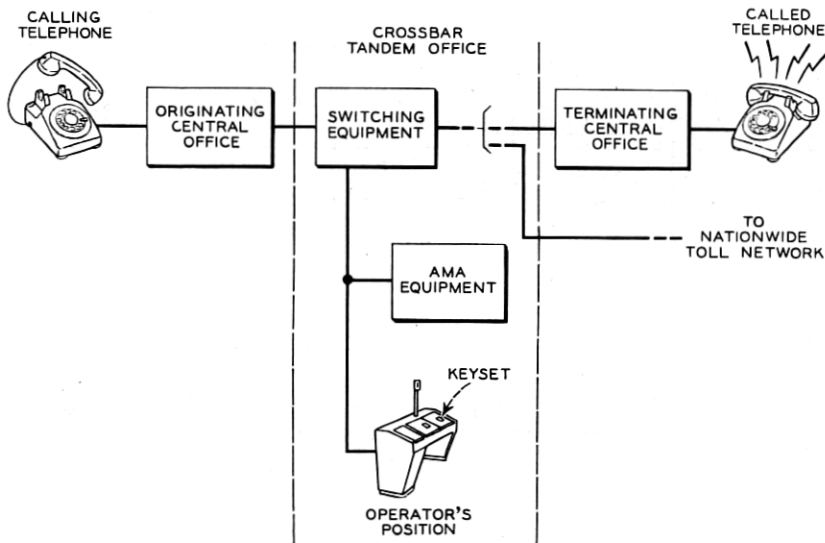 CALLING
TELEPHONE
CROSSBAR
TANDEM OFFICE
CALLED
TELEPHONE
ORIGINATING
CENTRAL
OFFICE
SWITCHING
EQUIPMENT
TERMINATING
CENTRAL
OFFICE
TO
NATIONWIDE
TOLL NETWORK
AMA
EQUIPMENT
KEYSET
OPERATOR'S
POSITION